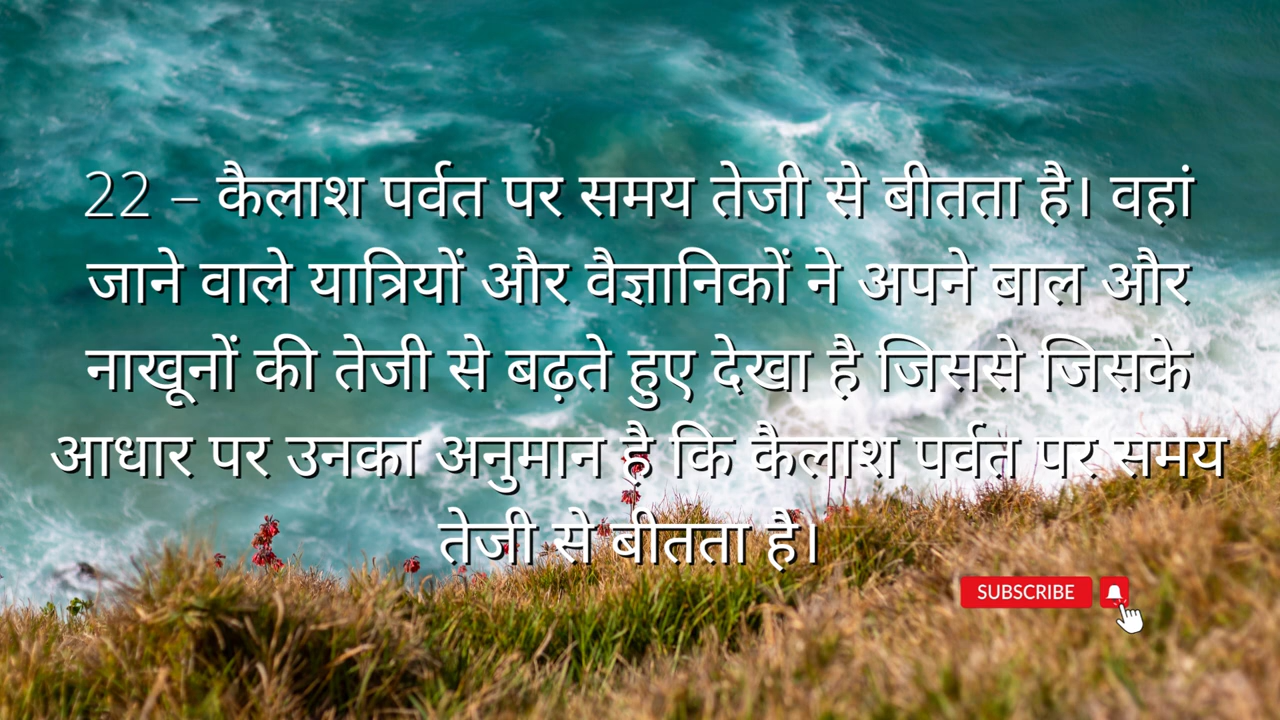 22 – कैलाश पर्वत पर समय तेजी से बीतता है। वहां
जाने वाले यात्रियों और वैज्ञानिकों ने अपने बाल और
नाखूनों की तेजी से बढ़ते हुए देखा है जिससे जिसके
आधार पर उनका अनुमान है कि कैलाश पर्वत पर समय
तेजी से बीतता है।
SUBSCRIBE